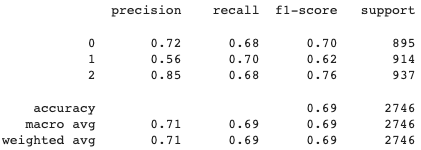 precision recall f1-score support
0 0.72 0.68 0.70 895
1 0.56 0.70 0.62 914
2 0.85 0.68 0.76 937
accuracy 0.69 2746
macro avg 0.71 0.69 0.69 2746
weighted avg 0.71 0.69 0.69 2746